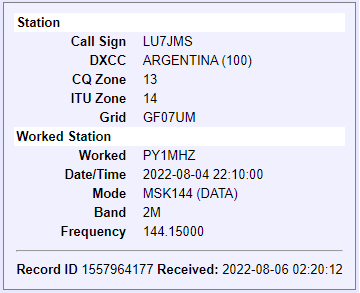 Station
Call Sign LU7JMS
DXCC ARGENTINA (100)
CQ Zone 13
ITU Zone 14
Grid GF07UM
Worked Station
Worked PY1MHZ
Date/Time 2022-08-04 22:10:00
Mode MSK144 (DATA)
Band 2M
Frequency 144.15000
Record ID 1557964177 Received: 2022-08-06 02:20:12